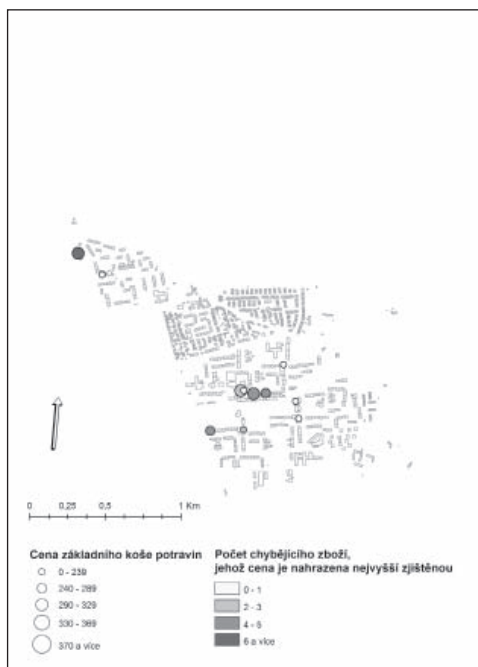 0 0,25 0,5 1 Km
Cena základního koše potravin
0 - 239
240 - 289
290 - 329
330 - 369
370 a více
Počet chybějícího zboží,
jehož cena je nahrazena nejvyšší zjištěnou
0 - 1
2 - 3
4 - 5
6 a více